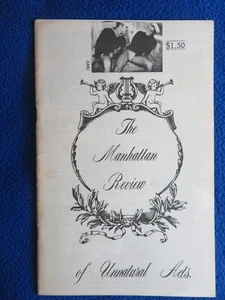 $1.50
The
Manhattan
Review
of Unnatural Acts.